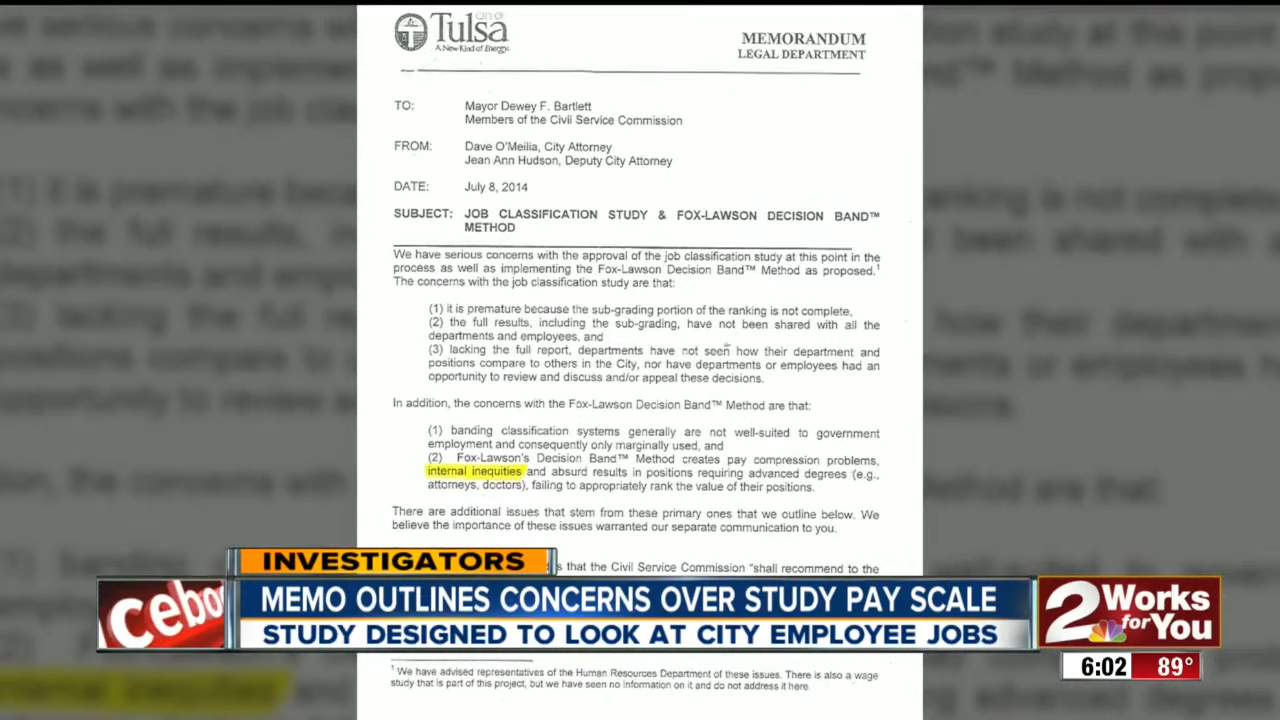 Tulsa
A New Kind of Energy.
MEMORANDUM
LEGAL DEPARTMENT
TO: Mayor Dewey F. Bartlett
Members of the Civil Service Commission
FROM: Dave O'Meilia, City Attorney
Jean Ann Hudson, Deputy City Attorney
DATE: July 8, 2014
SUBJECT: JOB CLASSIFICATION STUDY & FOX-LAWSON DECISION BAND™
METHOD
We have serious concerns with the approval of the job classification study at this point in the
process as well as implementing the Fox-Lawson Decision Band™ Method as proposed.¹
The concerns with the job classification study are that:
(1) it is premature because the sub-grading portion of the ranking is not complete,
(2) the full results, including the sub-grading, have not been shared with all the
departments and employees, and
(3) lacking the full report, departments have not seen how their department and
positions compare to others in the City, nor have departments or employees had an
opportunity to review and discuss and/or appeal these decisions.
In addition, the concerns with the Fox-Lawson Decision Band™ Method are that:
(1) banding classification systems generally are not well-suited to government
employment and consequently only marginally used, and
(2) Fox-Lawson's Decision Band™ Method creates pay compression problems,
internal inequities and absurd results in positions requiring advanced degrees (e.g.,
attorneys, doctors), failing to appropriately rank the value of their positions.
There are additional issues that stem from these primary ones that we outline below. We
believe the importance of these issues warranted our separate communication to you.
s that the Civil Service Commission "shall recommend to the
INVESTIGATORS
MEMO OUTLINES CONCERNS OVER STUDY PAY SCALE
STUDY DESIGNED TO LOOK AT CITY EMPLOYEE JOBS
cebo
2 Works
for You
6:02 89°
¹ We have advised representatives of the Human Resources Department of these issues. There is also a wage
study that is part of this project, but we have seen no information on it and do not address it here.